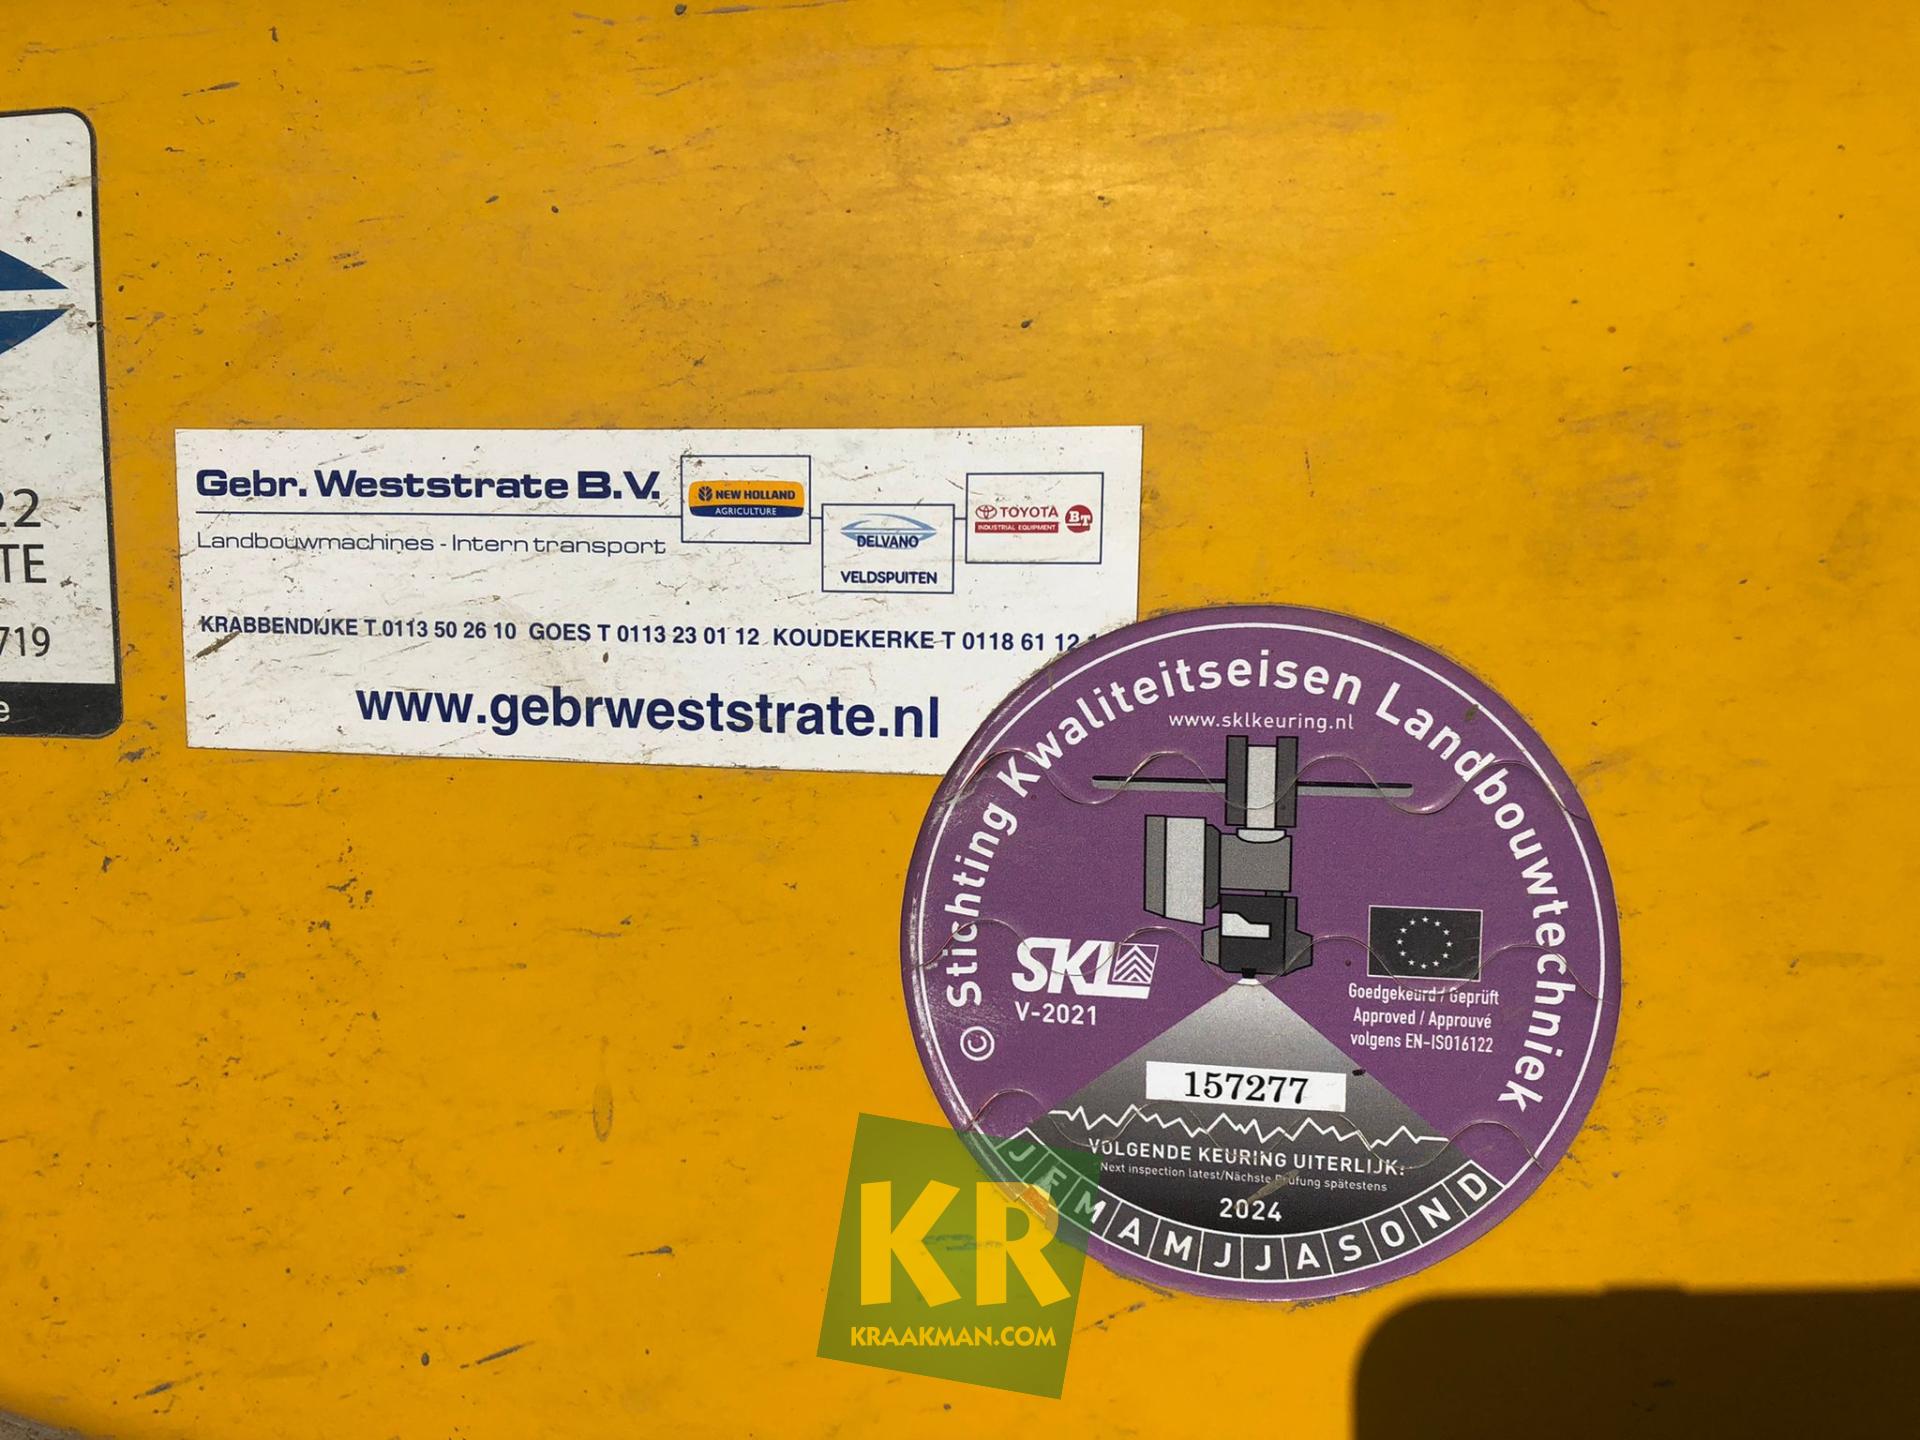 22
TE
719
e
Gebr. Weststrate B.V.
Landbouwmachines - Intern transport
NEW HOLLAND
AGRICULTURE
DELVANO
VELDSPUITEN
TOYOTA
INDUSTRIAL EQUIPMENT
BT
KRABBENDIJKE T 0113 50 26 10 GOES T 0113 23 01 12 KOUDEKERKE T 0118 61 12
www.gebrweststrate.nl
© Stichting Kwaliteitseisen Landbouwtechniek
www.sklkeuring.nl
SKL
V-2021
Goedgekeurd / Geprüft
Approved / Approuvé
volgens EN-ISO16122
157277
VOLGENDE KEURING UITERLIJK:
Next inspection latest/Nächste Prüfung spätestens
2024
J F M A M J J A S O N D
KR
KRAAKMAN.COM